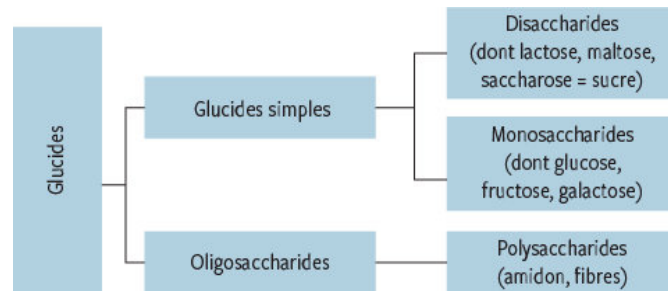 Glucides
Glucides simples
Disaccharides
(dont lactose, maltose,
saccharose = sucre)
Monosaccharides
(dont glucose,
fructose, galactose)
Oligosaccharides
Polysaccharides
(amidon, fibres)